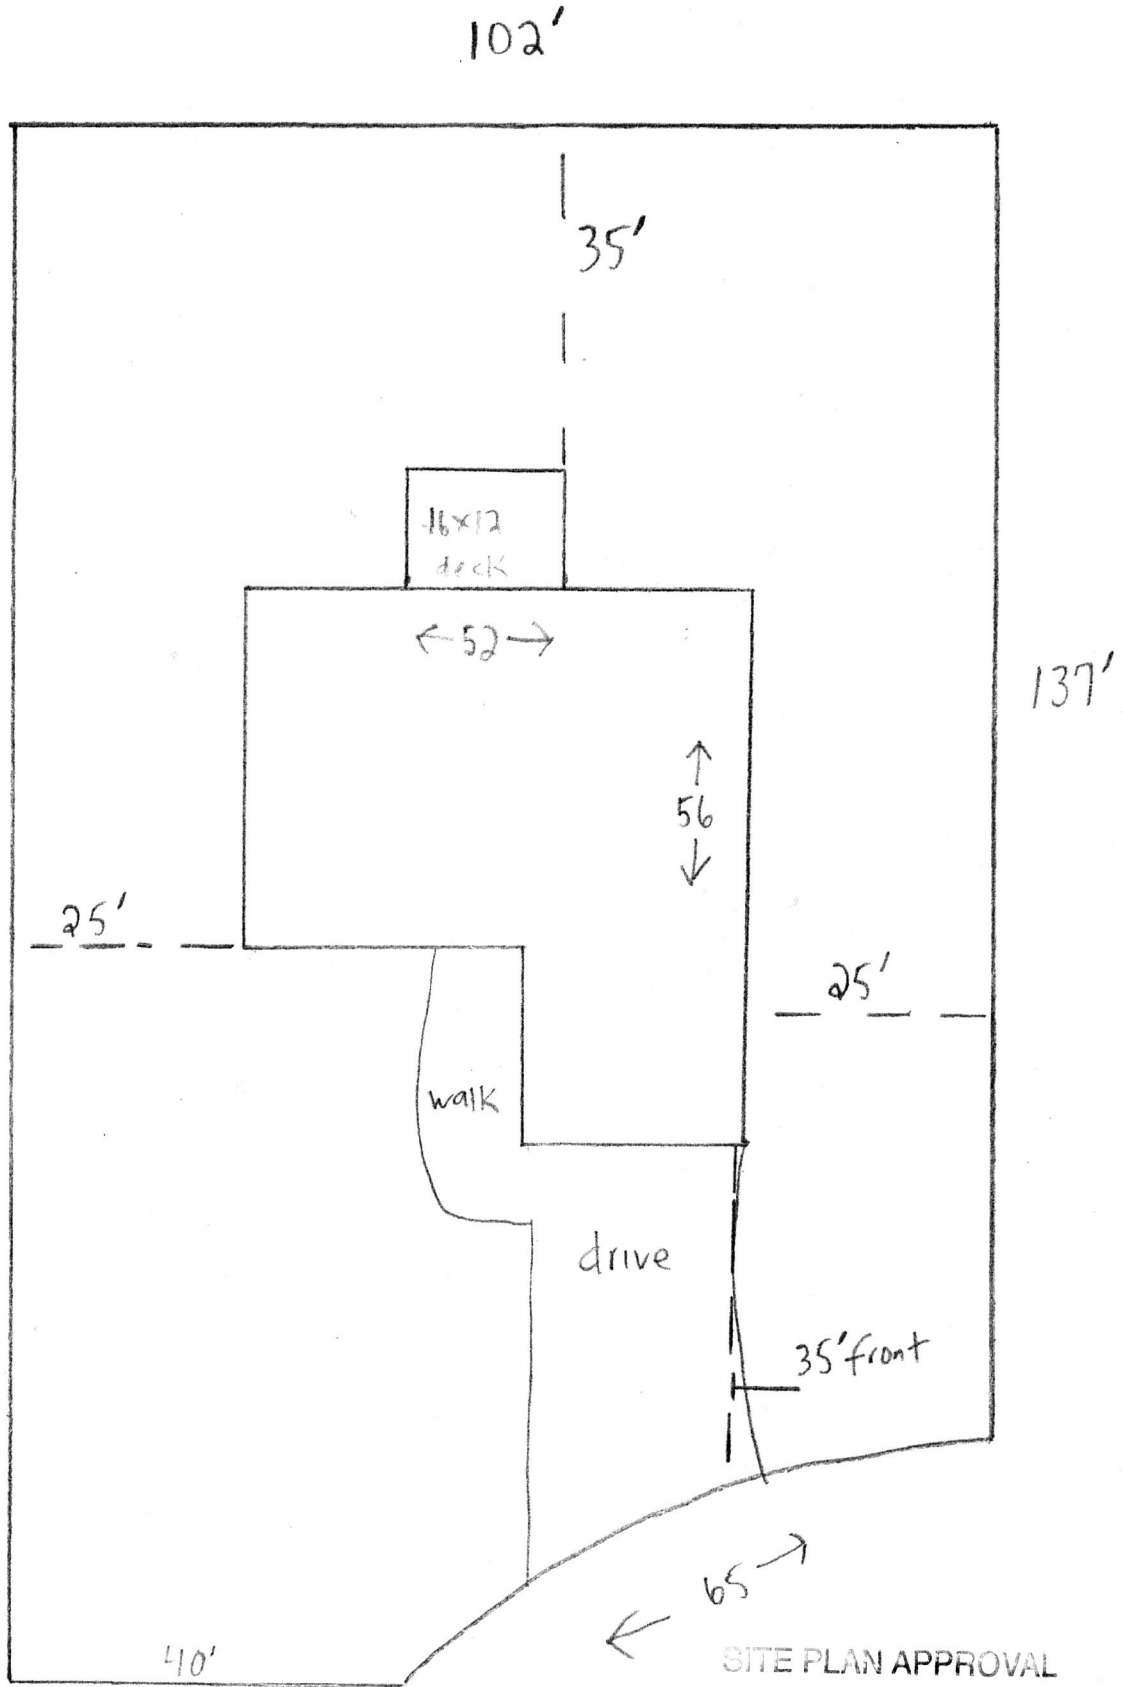 102'
35'
16x12
deck
←52→
137'
↑
56
↓
25'
25'
walk
drive
35' front
← 65 →
40'
SITE PLAN APPROVAL